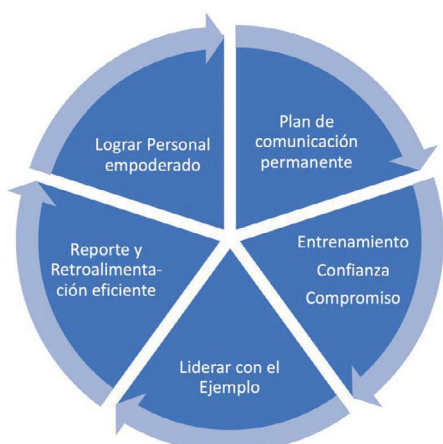 Plan de
comunicación
permanente
Entrenamiento
Confianza
Compromiso
Liderar con el
Ejemplo
Reporte y
Retroalimenta-
ción eficiente
Lograr Personal
empoderado